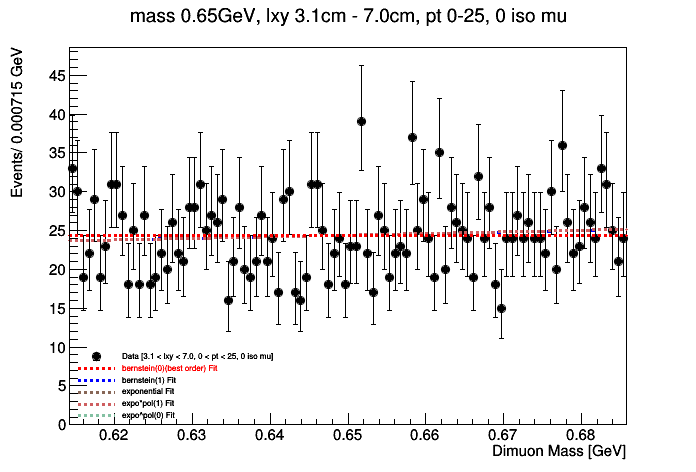 mass 0.65GeV, lxy 3.1cm - 7.0cm, pt 0-25, 0 iso mu
Events/ 0.000715 GeV
45
40
35
30
25
20
15
10
5
0
Data [3.1 < lxy < 7.0, 0 < pt < 25, 0 iso mu]
bernstein(0)(best order) Fit
bernstein(1) Fit
exponential Fit
expo*pol(1) Fit
expo*pol(0) Fit
0.62 0.63 0.64 0.65 0.66 0.67 0.68
Dimuon Mass [GeV]